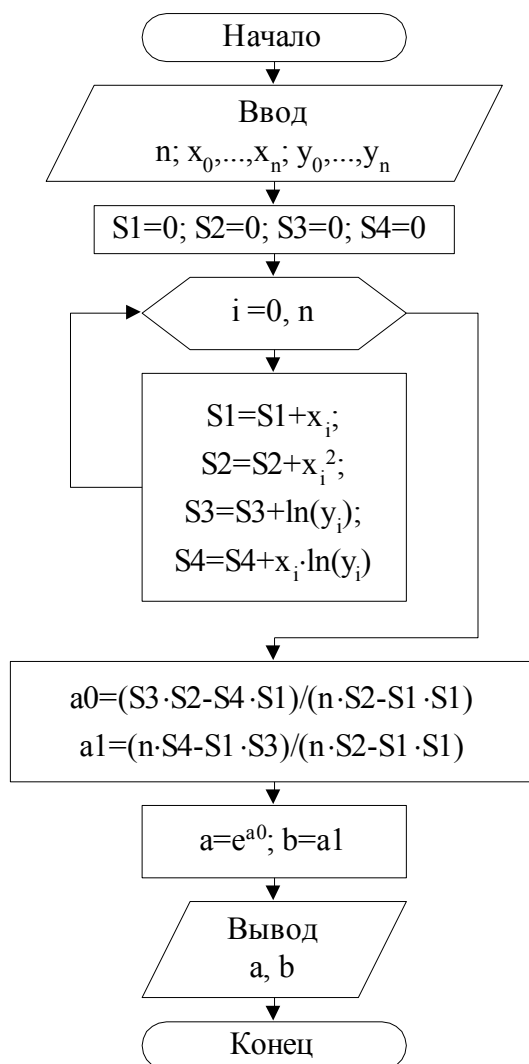 Начало
Ввод
n; x₀,...,xₙ; y₀,...,yₙ
S1=0; S2=0; S3=0; S4=0
i =0, n
S1=S1+xᵢ;
S2=S2+xᵢ²;
S3=S3+ln(yᵢ);
S4=S4+xᵢ·ln(yᵢ)
a0=(S3·S2-S4·S1)/(n·S2-S1·S1)
a1=(n·S4-S1·S3)/(n·S2-S1·S1)
a=eᵃ⁰; b=a1
Вывод
a, b
Конец